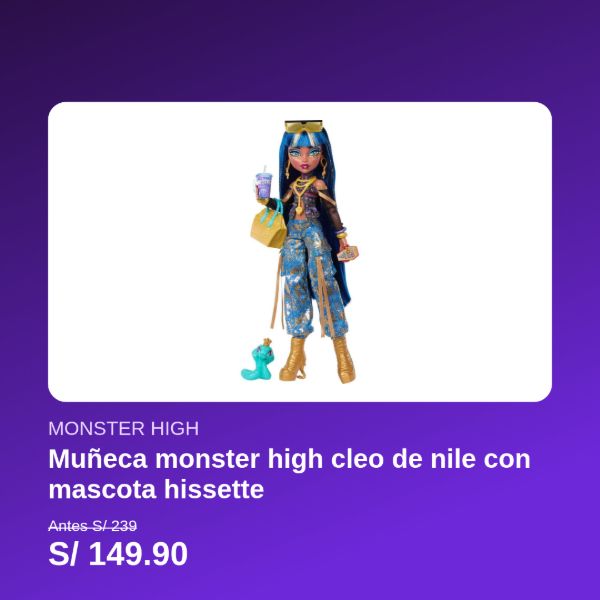 MONSTER HIGH
Muñeca monster high cleo de nile con
mascota hissette
Antes S/ 239
S/ 149.90